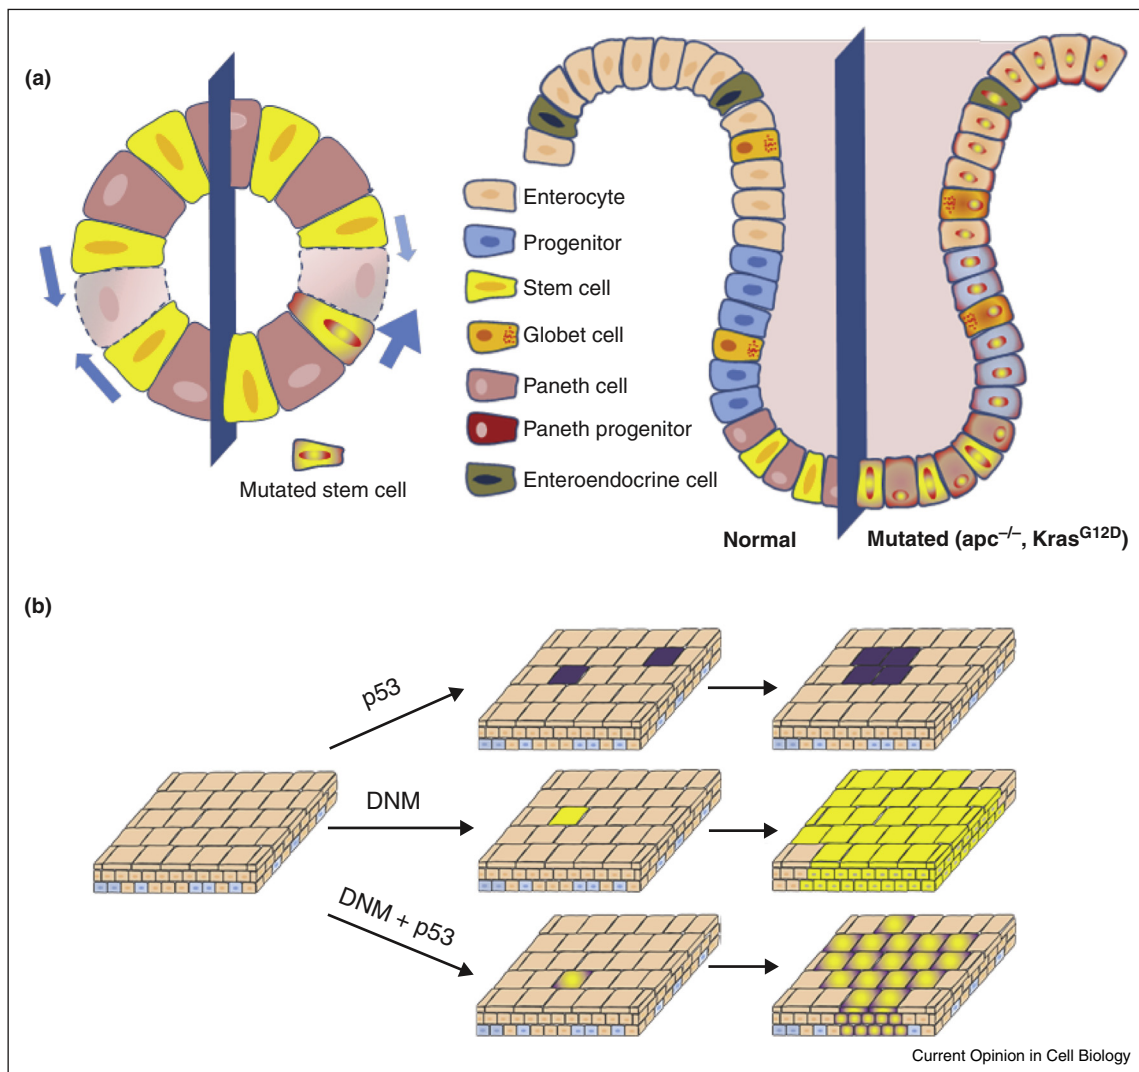 (a)
Enterocyte
Progenitor
Stem cell
Globet cell
Paneth cell
Paneth progenitor
Enteroendocrine cell
Mutated stem cell
Normal
Mutated (apc–/–, KrasG12D)
(b)
p53
DNM
DNM + p53
Current Opinion in Cell Biology